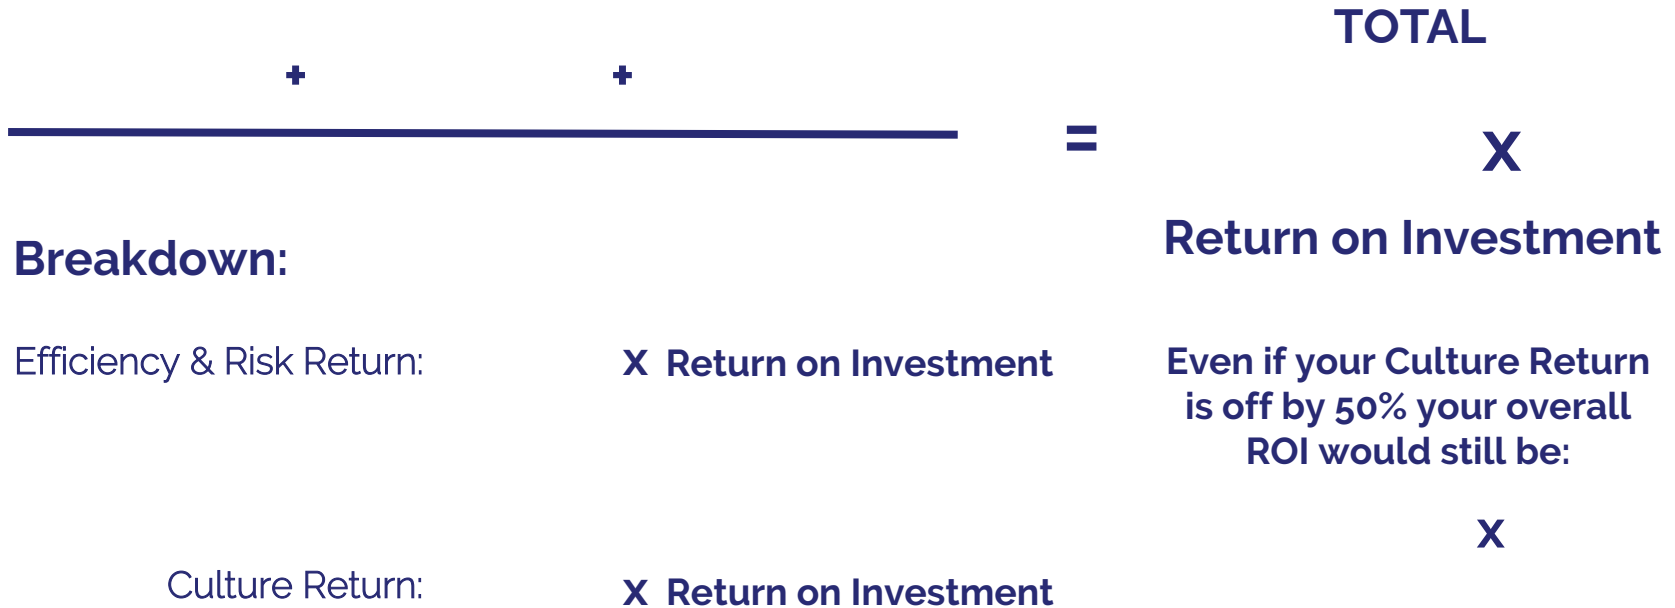 TOTAL
+ +
=
x
Return on Investment
Breakdown:
Efficiency & Risk Return: x Return on Investment
Even if your Culture Return
is off by 50% your overall
ROI would still be:
x
Culture Return: x Return on Investment